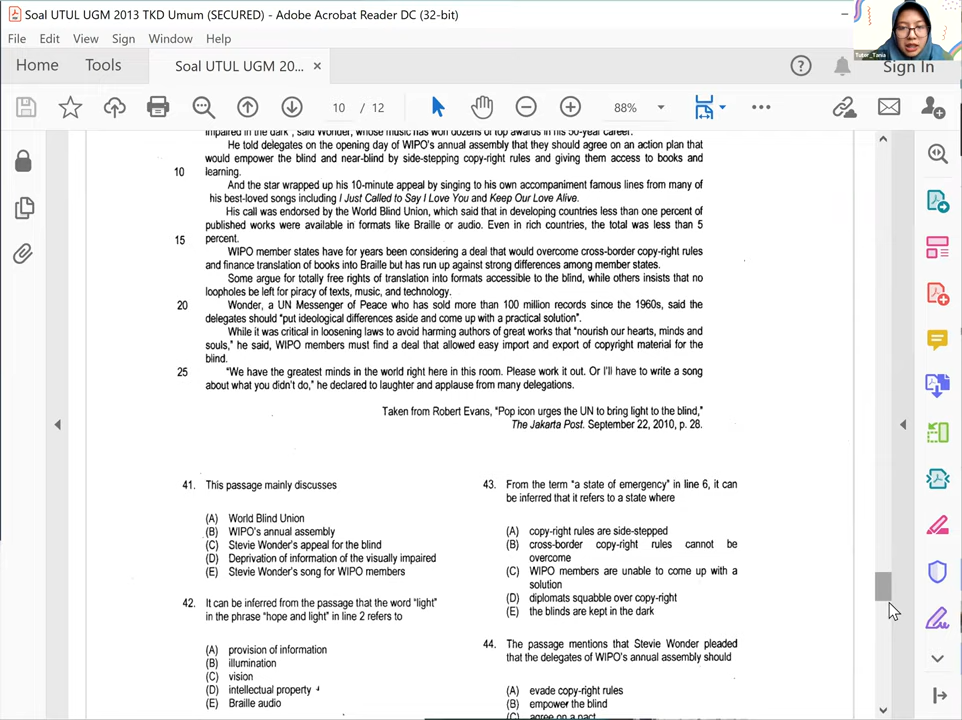 Soal UTUL UGM 2013 TKD Umum (SECURED) - Adobe Acrobat Reader DC (32-bit)
File Edit View Sign Window Help
Home Tools Soal UTUL UGM 20... × Sign In
10 / 12 88%
Tutor_Tania
impaired in the dark", said Wonder, whose music has won dozens of top awards in his 50-year career.
He told delegates on the opening day of WIPO's annual assembly that they should agree on an action plan that
would empower the blind and near-blind by side-stepping copy-right rules and giving them access to books and
10 learning.
And the star wrapped up his 10-minute appeal by singing to his own accompaniment famous lines from many of
his best-loved songs including I Just Called to Say I Love You and Keep Our Love Alive.
His call was endorsed by the World Blind Union, which said that in developing countries less than one percent of
published works were available in formats like Braille or audio. Even in rich countries, the total was less than 5
15 percent.
WIPO member states have for years been considering a deal that would overcome cross-border copy-right rules
and finance translation of books into Braille but has run up against strong differences among member states.
Some argue for totally free rights of translation into formats accessible to the blind, while others insists that no
loopholes be left for piracy of texts, music, and technology.
20 Wonder, a UN Messenger of Peace who has sold more than 100 million records since the 1960s, said the
delegates should "put ideological differences aside and come up with a practical solution".
While it was critical in loosening laws to avoid harming authors of great works that "nourish our hearts, minds and
souls," he said, WIPO members must find a deal that allowed easy import and export of copyright material for the
blind.
25 "We have the greatest minds in the world right here in this room. Please work it out. Or I'll have to write a song
about what you didn't do," he declared to laughter and applause from many delegations.
Taken from Robert Evans, "Pop icon urges the UN to bring light to the blind,"
The Jakarta Post. September 22, 2010, p. 28.
41. This passage mainly discusses
(A) World Blind Union
(B) WIPO's annual assembly
(C) Stevie Wonder's appeal for the blind
(D) Deprivation of information of the visually impaired
(E) Stevie Wonder's song for WIPO members
42. It can be inferred from the passage that the word "light"
in the phrase "hope and light" in line 2 refers to
(A) provision of information
(B) illumination
(C) vision
(D) intellectual property
(E) Braille audio
43. From the term "a state of emergency" in line 6, it can
be inferred that it refers to a state where
(A) copy-right rules are side-stepped
(B) cross-border copy-right rules cannot be
overcome
(C) WIPO members are unable to come up with a
solution
(D) diplomats squabble over copy-right
(E) the blinds are kept in the dark
44. The passage mentions that Stevie Wonder pleaded
that the delegates of WIPO's annual assembly should
(A) evade copy-right rules
(B) empower the blind
(C) agree on a pact